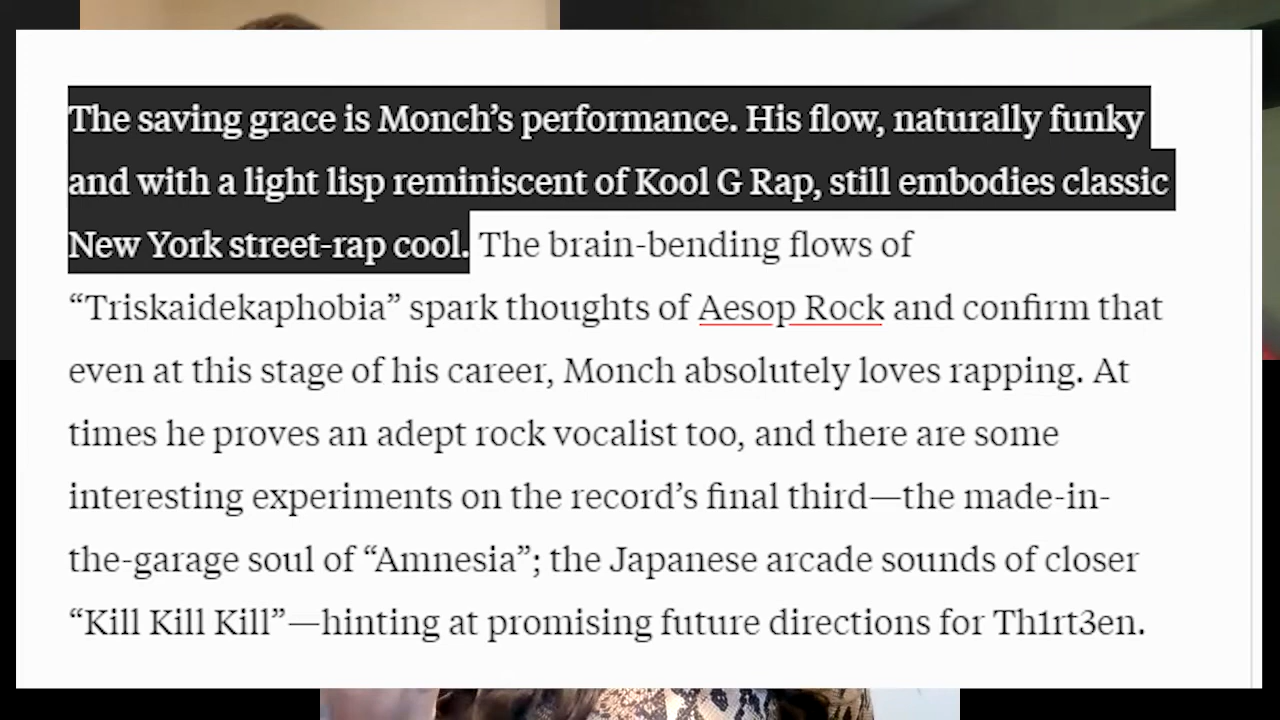 The saving grace is Monch’s performance. His flow, naturally funky
and with a light lisp reminiscent of Kool G Rap, still embodies classic
New York street-rap cool. The brain-bending flows of
“Triskaidekaphobia” spark thoughts of Aesop Rock and confirm that
even at this stage of his career, Monch absolutely loves rapping. At
times he proves an adept rock vocalist too, and there are some
interesting experiments on the record’s final third—the made-in-
the-garage soul of “Amnesia”; the Japanese arcade sounds of closer
“Kill Kill Kill”—hinting at promising future directions for Th1rt3en.